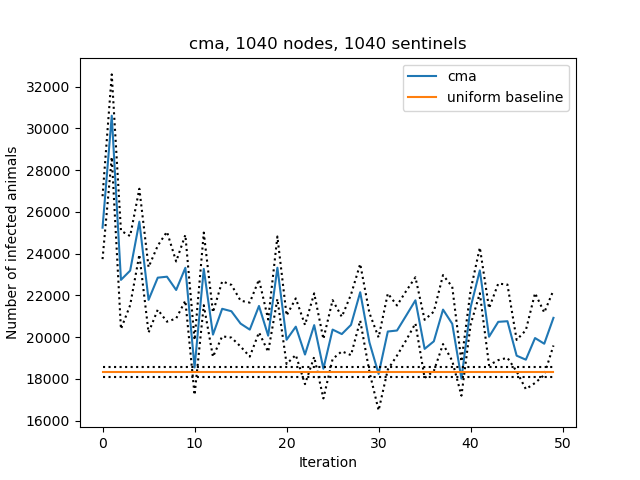 cma, 1040 nodes, 1040 sentinels
cma
uniform baseline
32000
30000
28000
26000
24000
22000
20000
18000
16000
Number of infected animals
0 10 20 30 40 50
Iteration